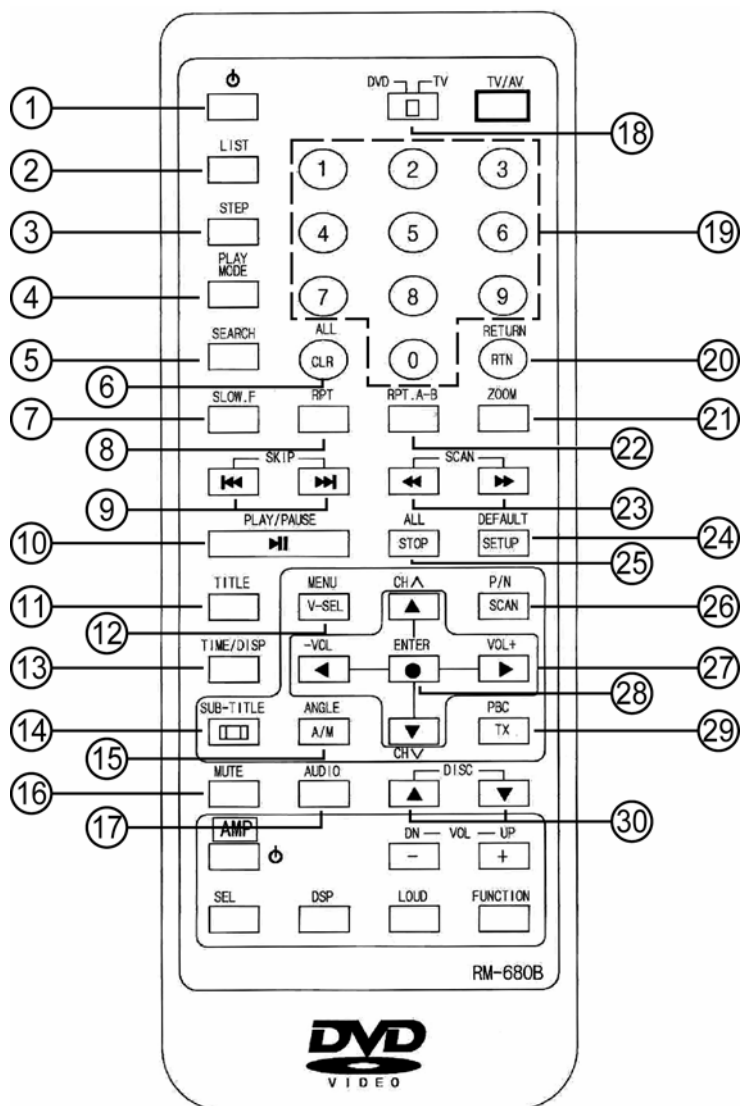 DVD TV TV/AV
1
18
LIST
2
1 2 3
STEP
3
4 5 6
19
PLAY
MODE
4
7 8 9
SEARCH
ALL
RETURN
5
CLR
0
RTN
20
6
SLOW.F
RPT
RPT.A-B
ZOOM
7
21
8
22
SKIP
SCAN
9
23
PLAY/PAUSE
ALL
DEFAULT
10
STOP
SETUP
24
25
TITLE
MENU
CH
P/N
11
V-SEL
SCAN
26
12
TIME/DISP
-VOL
ENTER
VOL+
13
27
28
SUB-TITLE
ANGLE
PBC
14
A/M
TX
29
15
CH
MUTE
AUDIO
DISC
16
17
30
AMP
DN VOL UP
- +
SEL DSP LOUD FUNCTION
RM-680B
DVD
VIDEO